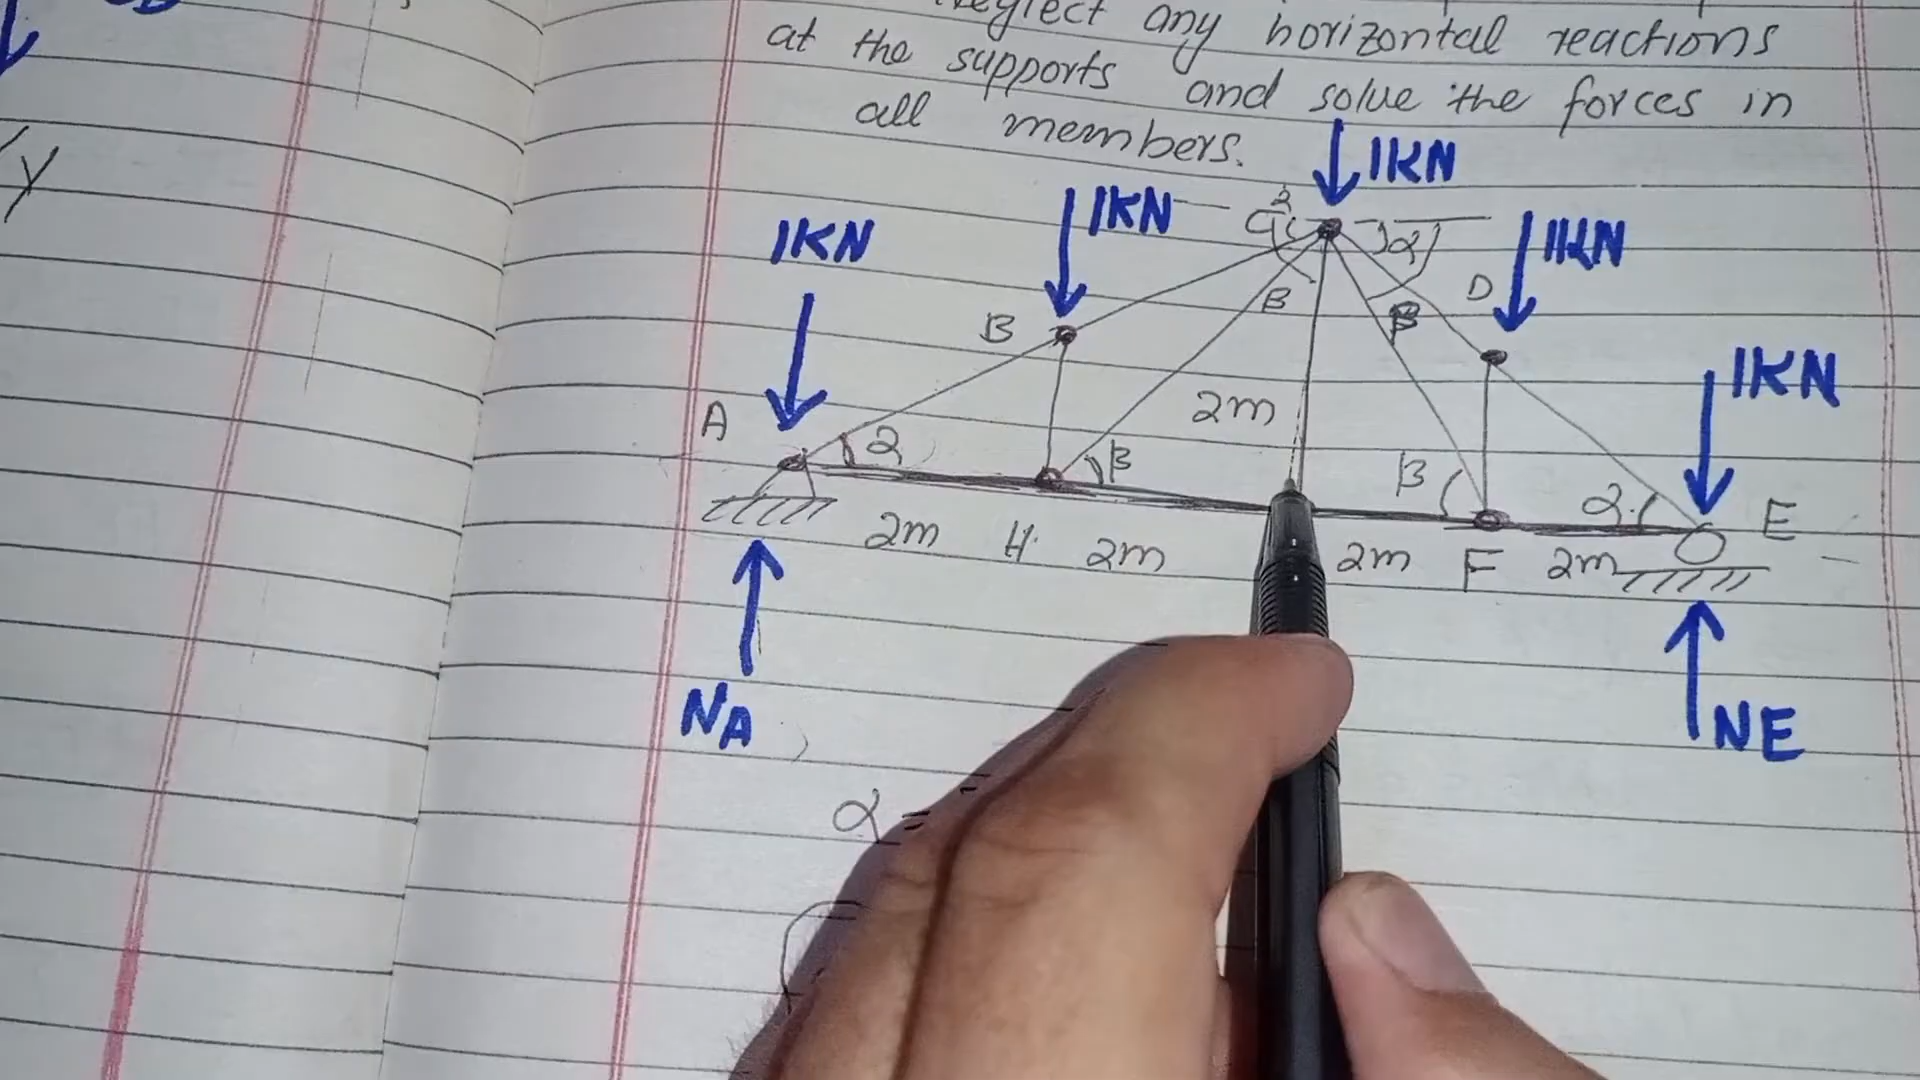 neglect any horizontal reactions
at the supports and solve the forces in
all members.
1KN
1KN
1KN
1KN
1KN
A
B
C
D
E
F
H
α
α
α
α
β
β
β
β
2m
2m
2m
2m
2m
NA
NE
α =
y